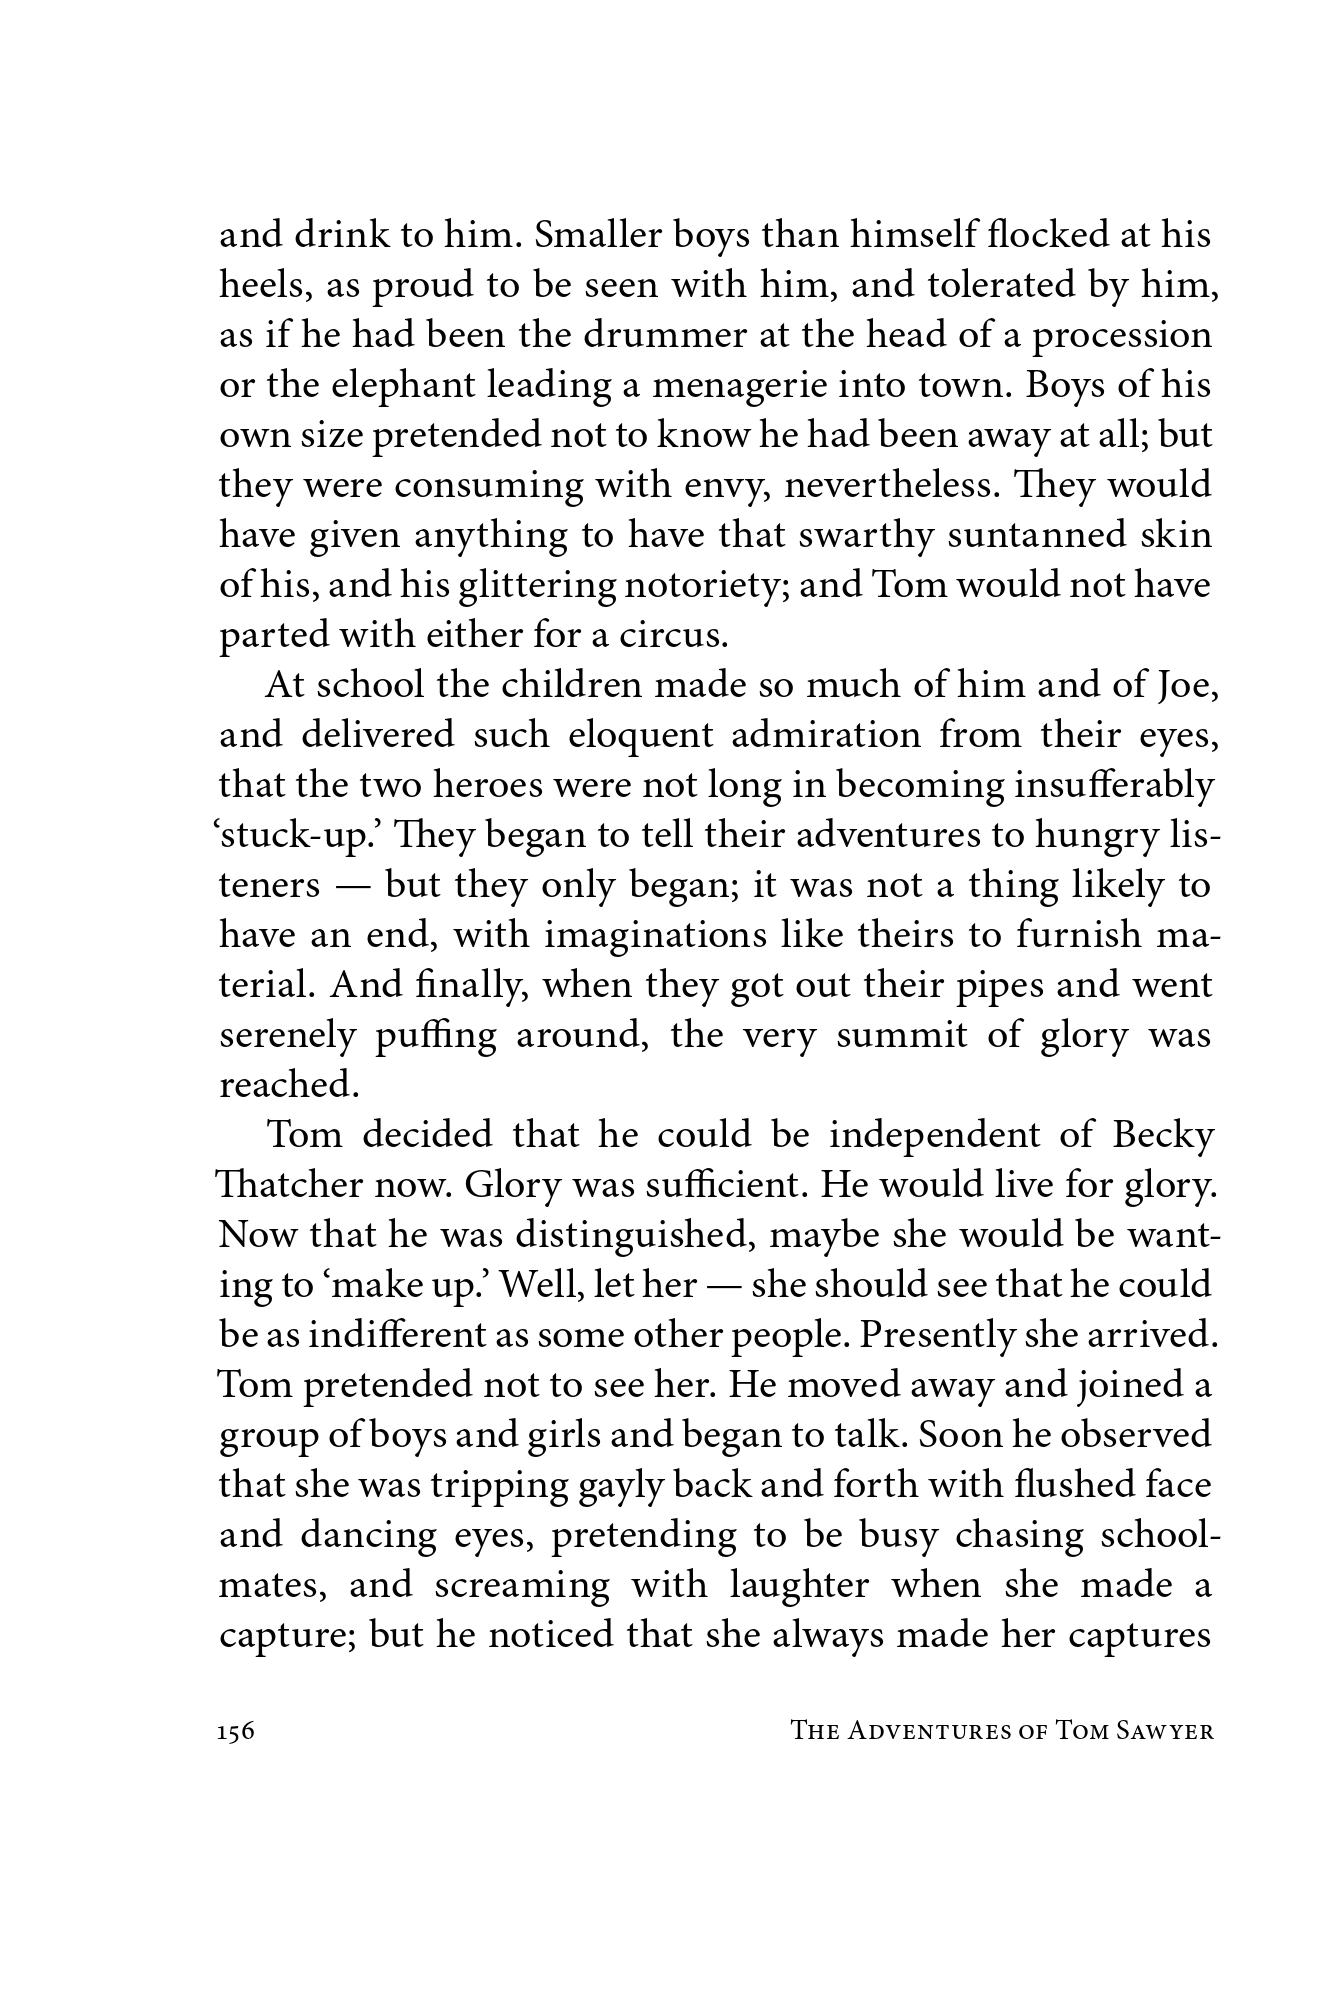 and drink to him. Smaller boys than himself flocked at his
heels, as proud to be seen with him, and tolerated by him,
as if he had been the drummer at the head of a procession
or the elephant leading a menagerie into town. Boys of his
own size pretended not to know he had been away at all; but
they were consuming with envy, nevertheless. They would
have given anything to have that swarthy suntanned skin
of his, and his glittering notoriety; and Tom would not have
parted with either for a circus.
At school the children made so much of him and of Joe,
and delivered such eloquent admiration from their eyes,
that the two heroes were not long in becoming insufferably
‘stuck-up.’ They began to tell their adventures to hungry lis-
teners — but they only began; it was not a thing likely to
have an end, with imaginations like theirs to furnish ma-
terial. And finally, when they got out their pipes and went
serenely puffing around, the very summit of glory was
reached.
Tom decided that he could be independent of Becky
Thatcher now. Glory was sufficient. He would live for glory.
Now that he was distinguished, maybe she would be want-
ing to ‘make up.’ Well, let her — she should see that he could
be as indifferent as some other people. Presently she arrived.
Tom pretended not to see her. He moved away and joined a
group of boys and girls and began to talk. Soon he observed
that she was tripping gayly back and forth with flushed face
and dancing eyes, pretending to be busy chasing school-
mates, and screaming with laughter when she made a
capture; but he noticed that she always made her captures
156 The Adventures of Tom Sawyer